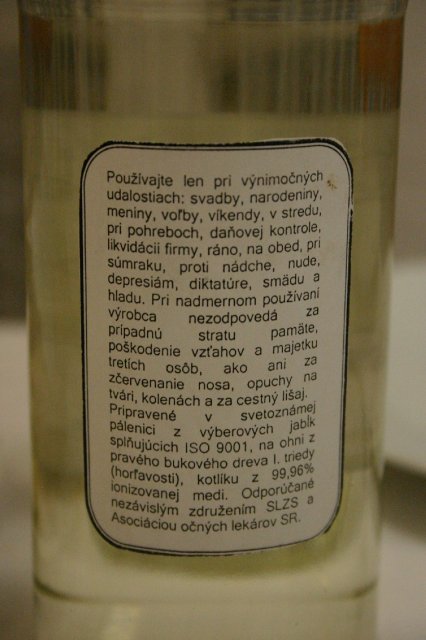 Používajte len pri výnimočných
udalostiach: svadby, narodeniny,
meniny, voľby, víkendy, v stredu,
pri pohreboch, daňovej kontrole,
likvidácii firmy, ráno, na obed, pri
súmraku, proti nádche, nude,
depresiám, diktatúre, smädu a
hladu. Pri nadmernom používaní
výrobca nezodpovedá za
prípadnú stratu pamäte,
poškodenie vzťahov a majetku
tretích osôb, ako ani za
zčervenanie nosa, opuchy na
tvári, kolenách a za cestný lišaj.
Pripravené v svetoznámej
pálenici z výberových jabĺk
splňujúcich ISO 9001, na ohni z
pravého bukového dreva I. triedy
(horľavosti), kotlíku z 99,96%
ionizovanej medi. Odporúčané
nezávislým združením SLZS a
Asociáciou očných lekárov SR.